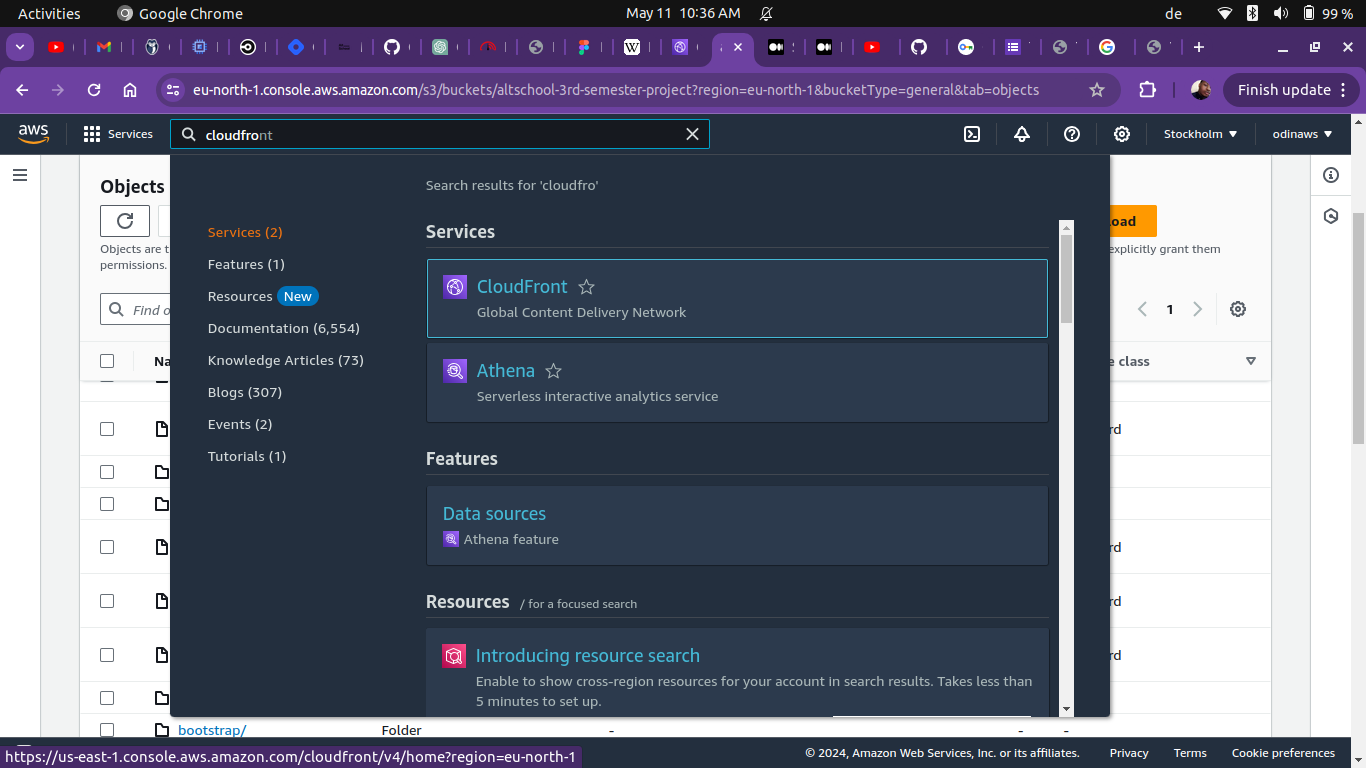 Activities
Google Chrome
May 11 10:36 AM
de
99 %
eu-north-1.console.aws.amazon.com/s3/buckets/altschool-3rd-semester-project?region=eu-north-1&bucketType=general&tab=objects
Finish update
aws
Services
cloudfront
Stockholm
odinaws
Search results for 'cloudfro'
Objects
Objects are t
permissions.
Find o
Na
Services (2)
Features (1)
Resources New
Documentation (6,554)
Knowledge Articles (73)
Blogs (307)
Events (2)
Tutorials (1)
Services
CloudFront
Global Content Delivery Network
Athena
Serverless interactive analytics service
Features
Data sources
Athena feature
Resources / for a focused search
Introducing resource search
Enable to show cross-region resources for your account in search results. Takes less than
5 minutes to set up.
oad
explicitly grant them
1
e class
rd
rd
rd
rd
bootstrap/ Folder - - -
https://us-east-1.console.aws.amazon.com/cloudfront/v4/home?region=eu-north-1
© 2024, Amazon Web Services, Inc. or its affiliates.
Privacy
Terms
Cookie preferences